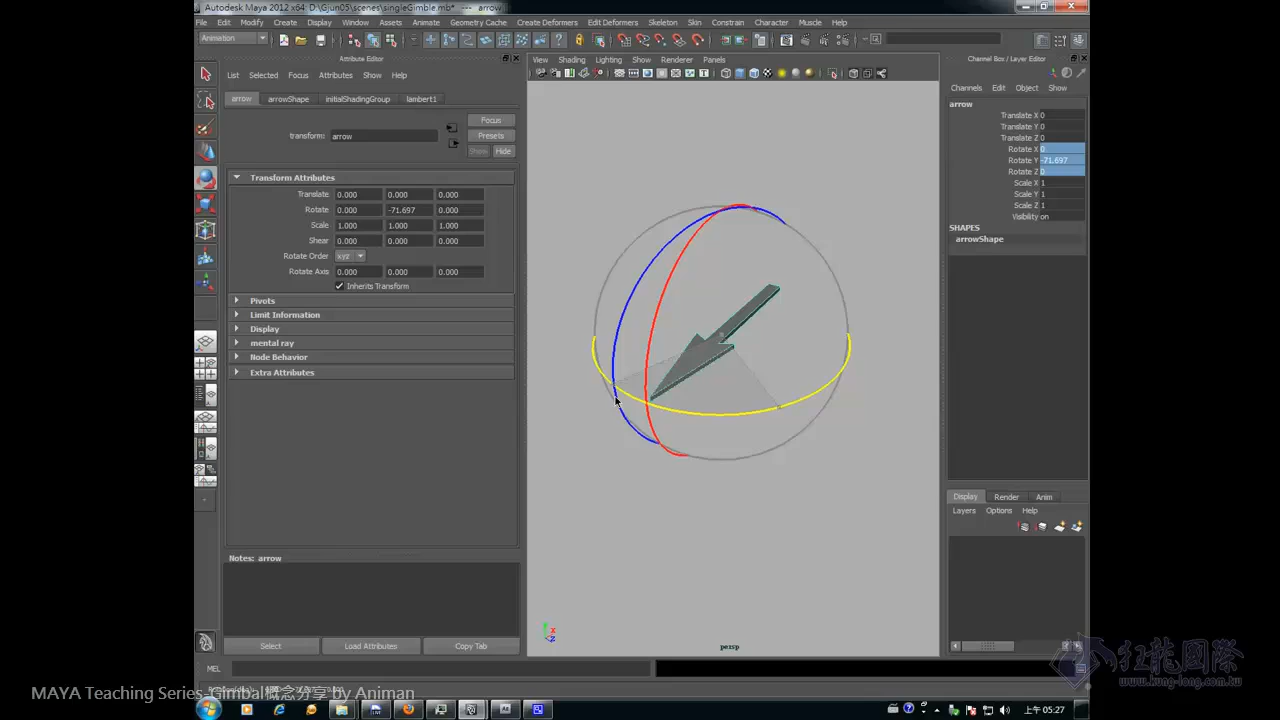 Autodesk Maya 2012 x64: D:\Gjun05\scenes\singleGimble.mb* --- arrow
File Edit Modify Create Display Window Assets Animate Geometry Cache Create Deformers Edit Deformers Skeleton Skin Constrain Character Muscle Help
Animation
Attribute Editor
List Selected Focus Attributes Show Help
arrow arrowShape initialShadingGroup lambert1
Focus
transform: arrow
Presets
Show Hide
Transform Attributes
Translate 0.000 0.000 0.000
Rotate 0.000 -71.697 0.000
Scale 1.000 1.000 1.000
Shear 0.000 0.000 0.000
Rotate Order xyz
Rotate Axis 0.000 0.000 0.000
Inherits Transform
Pivots
Limit Information
Display
mental ray
Node Behavior
Extra Attributes
Notes: arrow
Select Load Attributes Copy Tab
View Shading Lighting Show Renderer Panels
persp
Channel Box / Layer Editor
Channels Edit Object Show
arrow
Translate X 0
Translate Y 0
Translate Z 0
Rotate X 0
Rotate Y -71.697
Rotate Z 0
Scale X 1
Scale Y 1
Scale Z 1
Visibility on
SHAPES
arrowShape
Display Render Anim
Layers Options Help
MEL
MAYA Teaching Series-Gimbal概念分享 by Animan
狂龍國際
www.kung-long.com.tw
上午 05:27